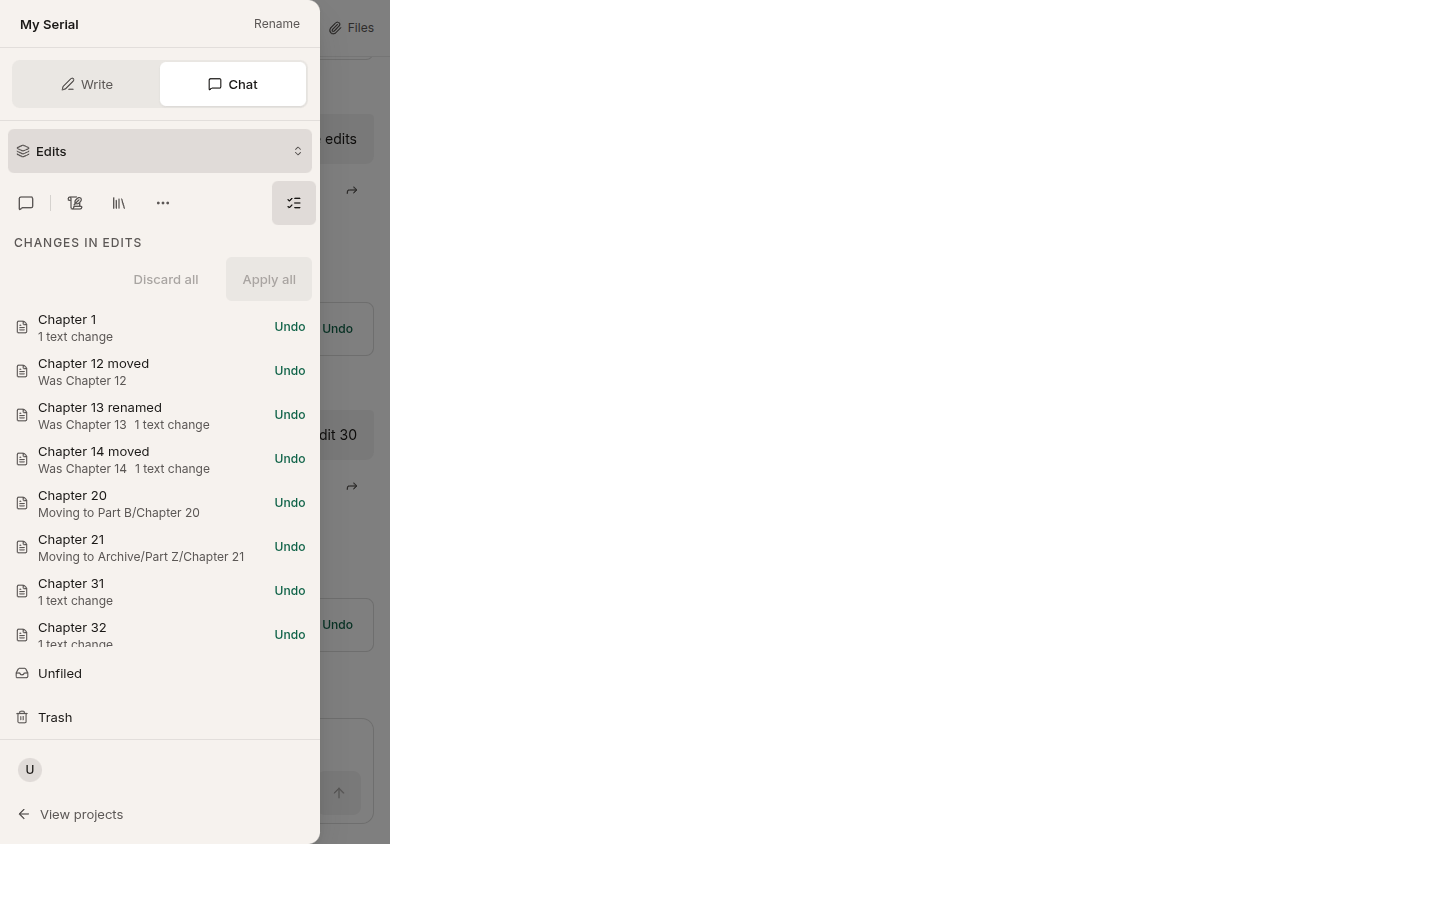 My Serial
Rename
Files
Write
Chat
Edits
edits
CHANGES IN EDITS
Discard all
Apply all
Chapter 1
1 text change
Undo
Undo
Chapter 12 moved
Was Chapter 12
Undo
Chapter 13 renamed
Was Chapter 13 1 text change
Undo
30
Chapter 14 moved
Was Chapter 14 1 text change
Undo
Chapter 20
Moving to Part B/Chapter 20
Undo
Chapter 21
Moving to Archive/Part Z/Chapter 21
Undo
Chapter 31
1 text change
Undo
Chapter 32
1 text change
Undo
Undo
Unfiled
Trash
U
View projects